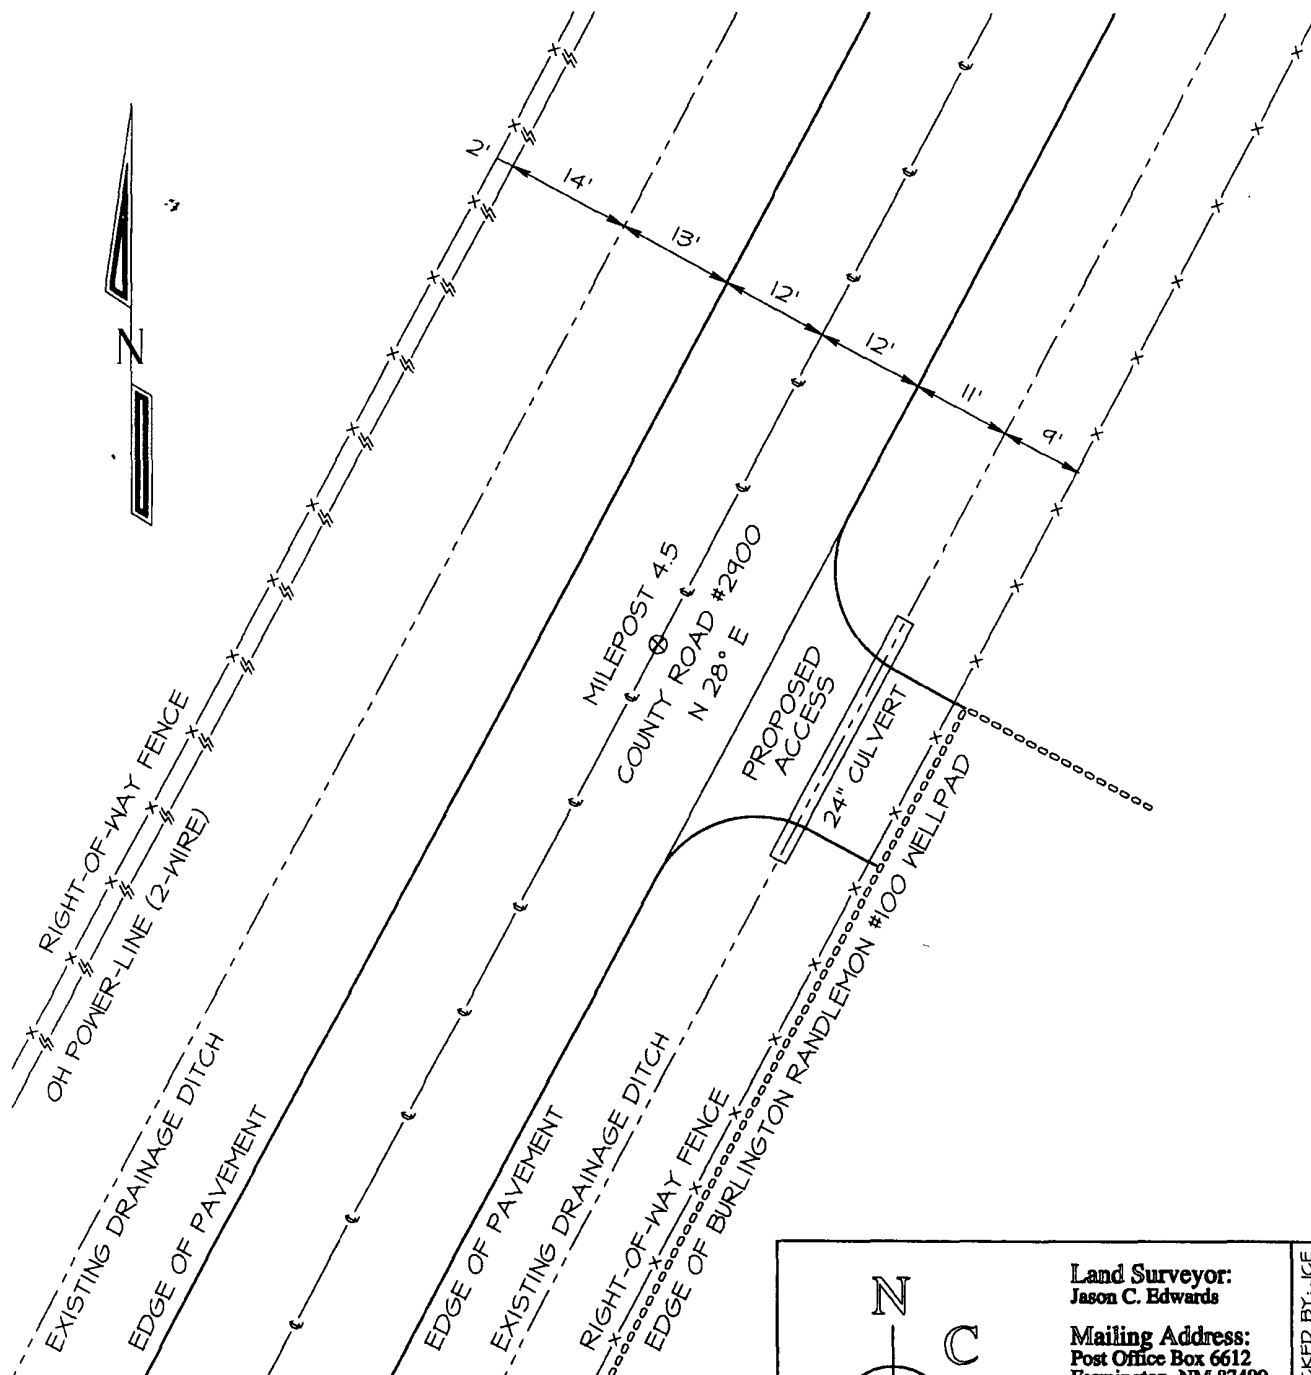 2'
14'
13'
12'
12'
11'
9'
N
MILEPOST 4.5
COUNTY ROAD #2900
N 28° E
PROPOSED
ACCESS
24" CULVERT
RIGHT-OF-WAY FENCE
OH POWER-LINE (2-WIRE)
EXISTING DRAINAGE DITCH
EDGE OF PAVEMENT
EDGE OF PAVEMENT
EXISTING DRAINAGE DITCH
RIGHT-OF-WAY FENCE
EDGE OF BURLINGTON RANDLEMON #100 WELLPAD
N
C
Land Surveyor:
Jason C. Edwards
Mailing Address:
Post Office Box 6612